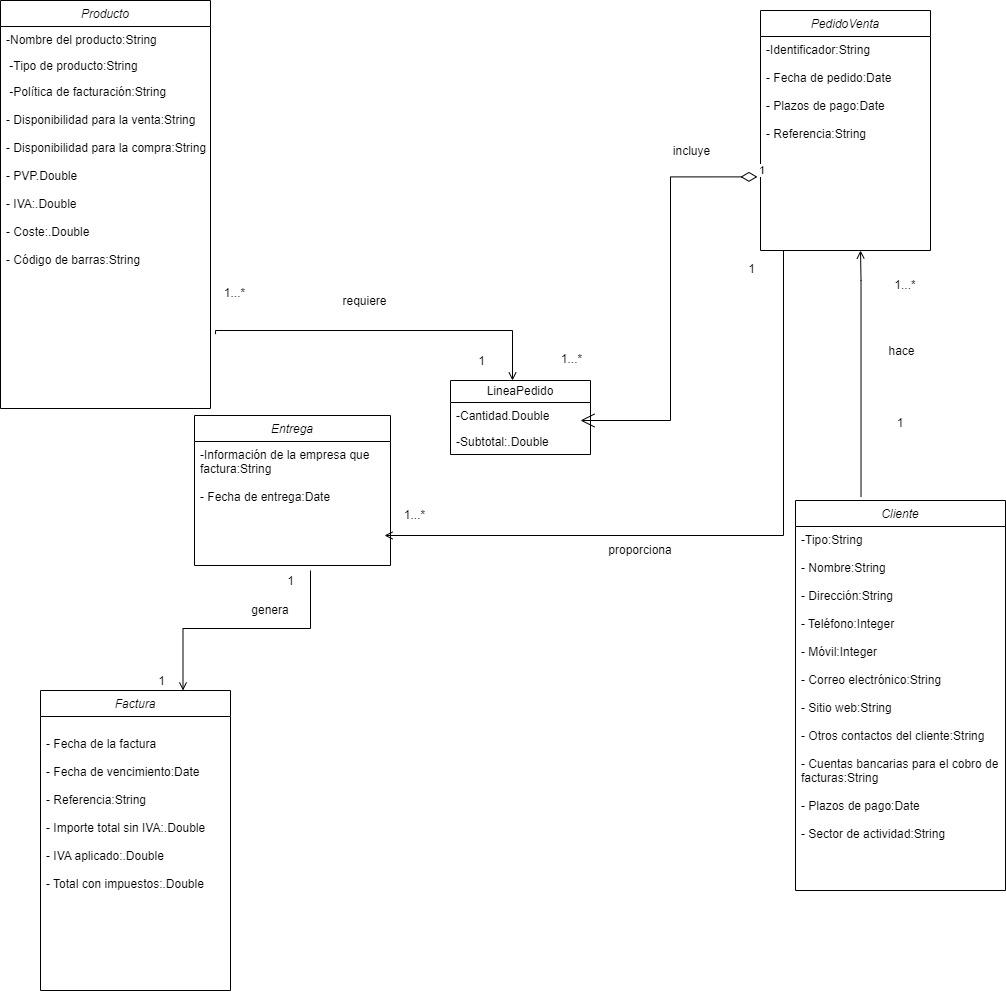 Producto
-Nombre del producto:String
-Tipo de producto:String
-Política de facturación:String
- Disponibilidad para la venta:String
- Disponibilidad para la compra:String
- PVP.Double
- IVA:.Double
- Coste:.Double
- Código de barras:String
PedidoVenta
-Identificador:String
- Fecha de pedido:Date
- Plazos de pago:Date
- Referencia:String
incluye
1
1
1...*
1...*
requiere
1
1...*
hace
1
LineaPedido
-Cantidad.Double
-Subtotal:.Double
Entrega
-Información de la empresa que
factura:String
- Fecha de entrega:Date
1...*
proporciona
1
genera
1
Factura
- Fecha de la factura
- Fecha de vencimiento:Date
- Referencia:String
- Importe total sin IVA:.Double
- IVA aplicado:.Double
- Total con impuestos:.Double
Cliente
-Tipo:String
- Nombre:String
- Dirección:String
- Teléfono:Integer
- Móvil:Integer
- Correo electrónico:String
- Sitio web:String
- Otros contactos del cliente:String
- Cuentas bancarias para el cobro de
facturas:String
- Plazos de pago:Date
- Sector de actividad:String